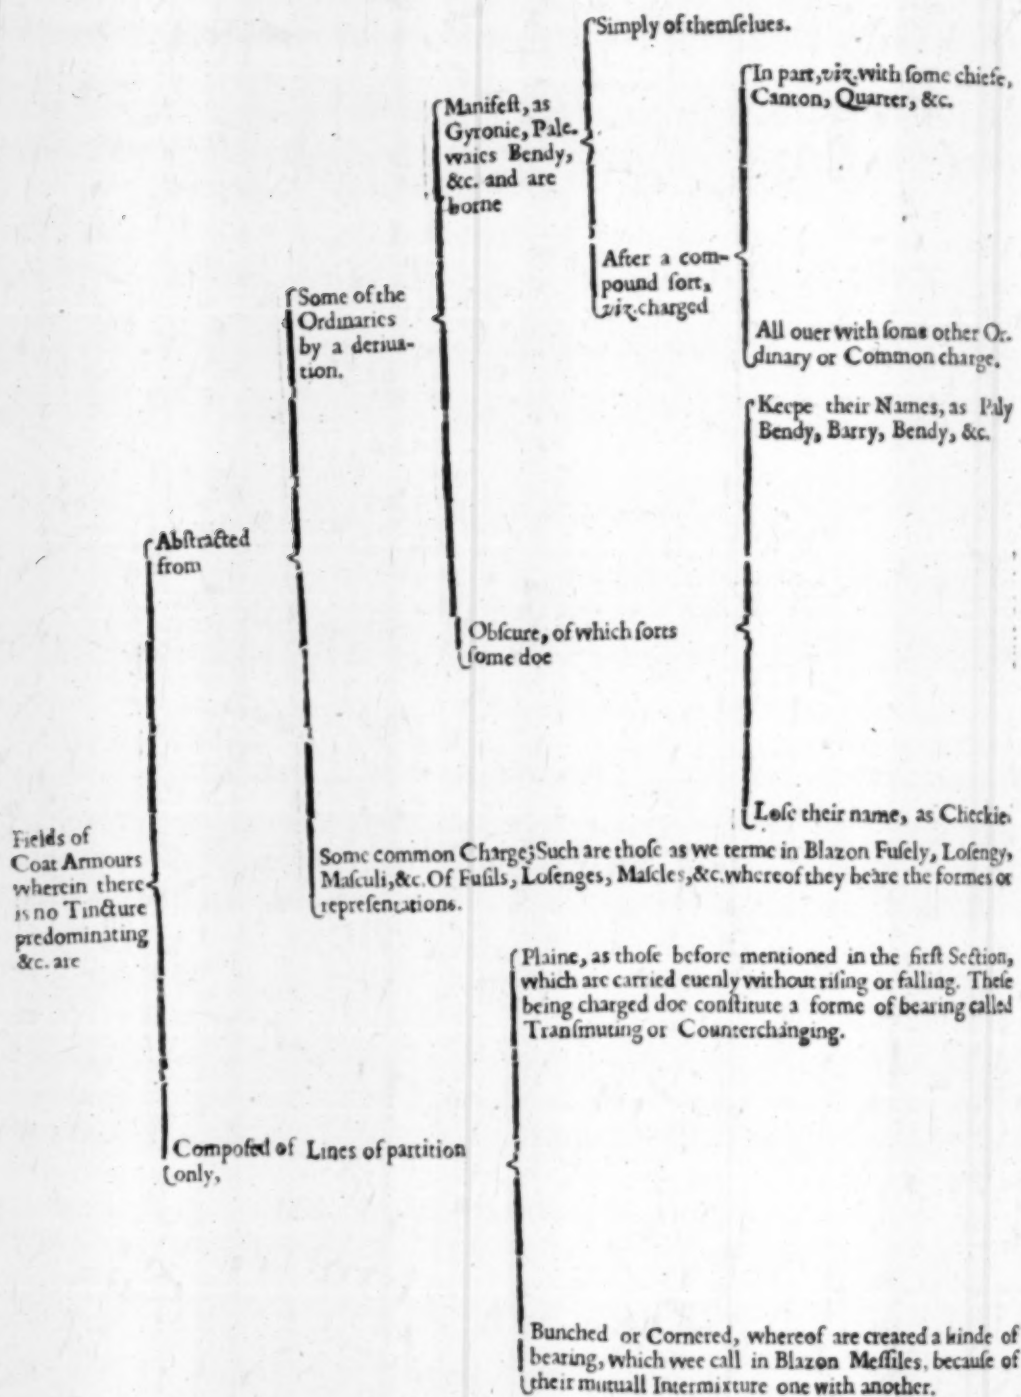 Simply of themſelues.
In part, viz. with ſome chiefe,
Canton, Quarter, &c.
Manifeſt, as
Gyronie, Pale-
waies Bendy,
&c. and are
borne
After a com-
pound ſort,
viz. charged
All ouer with ſome other Or-
dinary or Common charge.
Some of the
Ordinaries
by a deriua-
tion.
Keepe their Names, as Paly
Bendy, Barry, Bendy, &c.
Obſcure, of which ſorts
ſome doe
Loſe their name, as Checkie.
Abſtracted
from
Some common Charge; Such are thoſe as we terme in Blazon Fuſely, Loſengy,
Maſculi, &c. Of Fuſils, Loſenges, Maſcles, &c. whereof they beare the formes or
repreſentations.
Fields of
Coat Armours
wherein there
is no Tincture
predominating
&c. are
Plaine, as thoſe before mentioned in the firſt Section,
which are carried euenly without riſing or falling. Theſe
being charged doe conſtitute a forme of bearing called
Tranſmuting or Counterchanging.
Compoſed of Lines of partition
only,
Bunched or Cornered, whereof are created a kinde of
bearing, which wee call in Blazon Meſſiles, becauſe of
their mutuall Intermixture one with another.